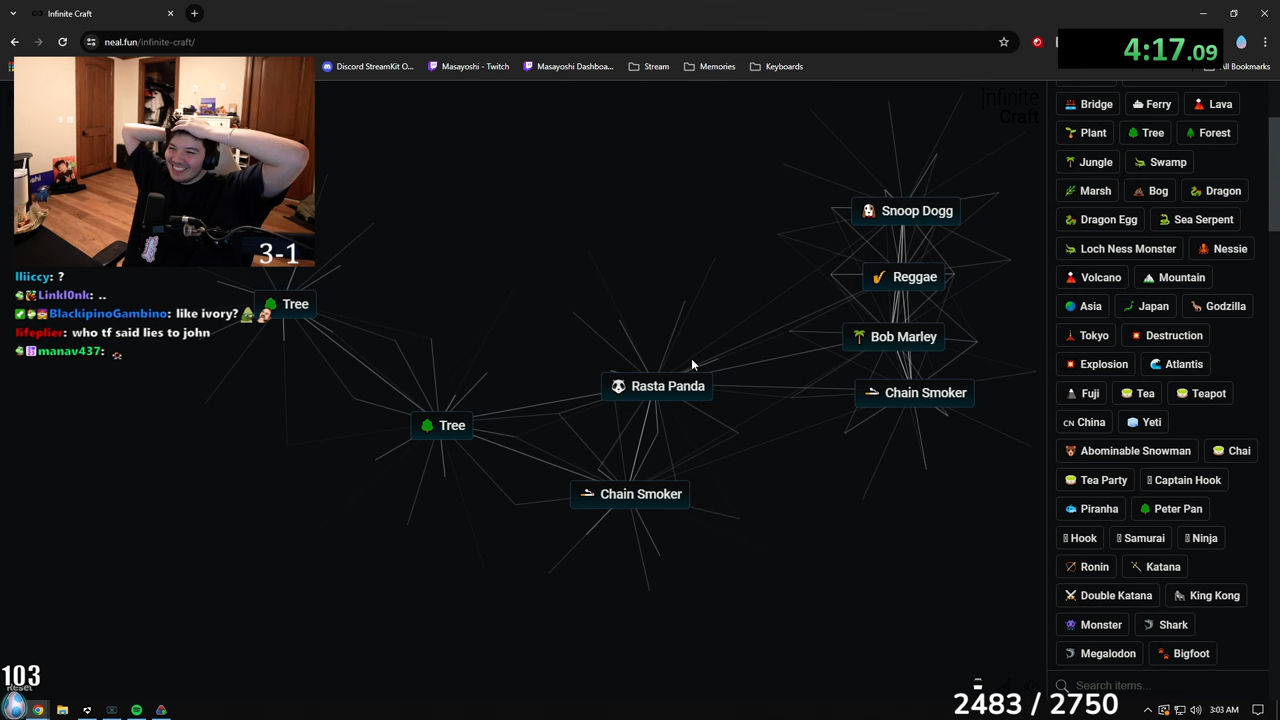 Infinite Craft
4:17.09
neal.fun/infinite-craft/
Discord StreamKit O...
Masayoshi - Twitch
Masayoshi Dashboa...
Stream
Memories
Keyboards
All Bookmarks
Infinite
Craft
3-1
lliiccy: ?
Linkl0nk: ..
BlackipinoGambino: like ivory?
lifeplier: who tf said lies to john
manav437:
Tree
Tree
Rasta Panda
Chain Smoker
Snoop Dogg
Reggae
Bob Marley
Chain Smoker
Bridge Ferry Lava
Plant Tree Forest
Jungle Swamp
Marsh Bog Dragon
Dragon Egg Sea Serpent
Loch Ness Monster Nessie
Volcano Mountain
Asia Japan Godzilla
Tokyo Destruction
Explosion Atlantis
Fuji Tea Teapot
CN China Yeti
Abominable Snowman Chai
Tea Party Captain Hook
Piranha Peter Pan
Hook Samurai Ninja
Ronin Katana
Double Katana King Kong
Monster Shark
Megalodon Bigfoot
Search items...
103
Reset
2483 / 2750
3:03 AM